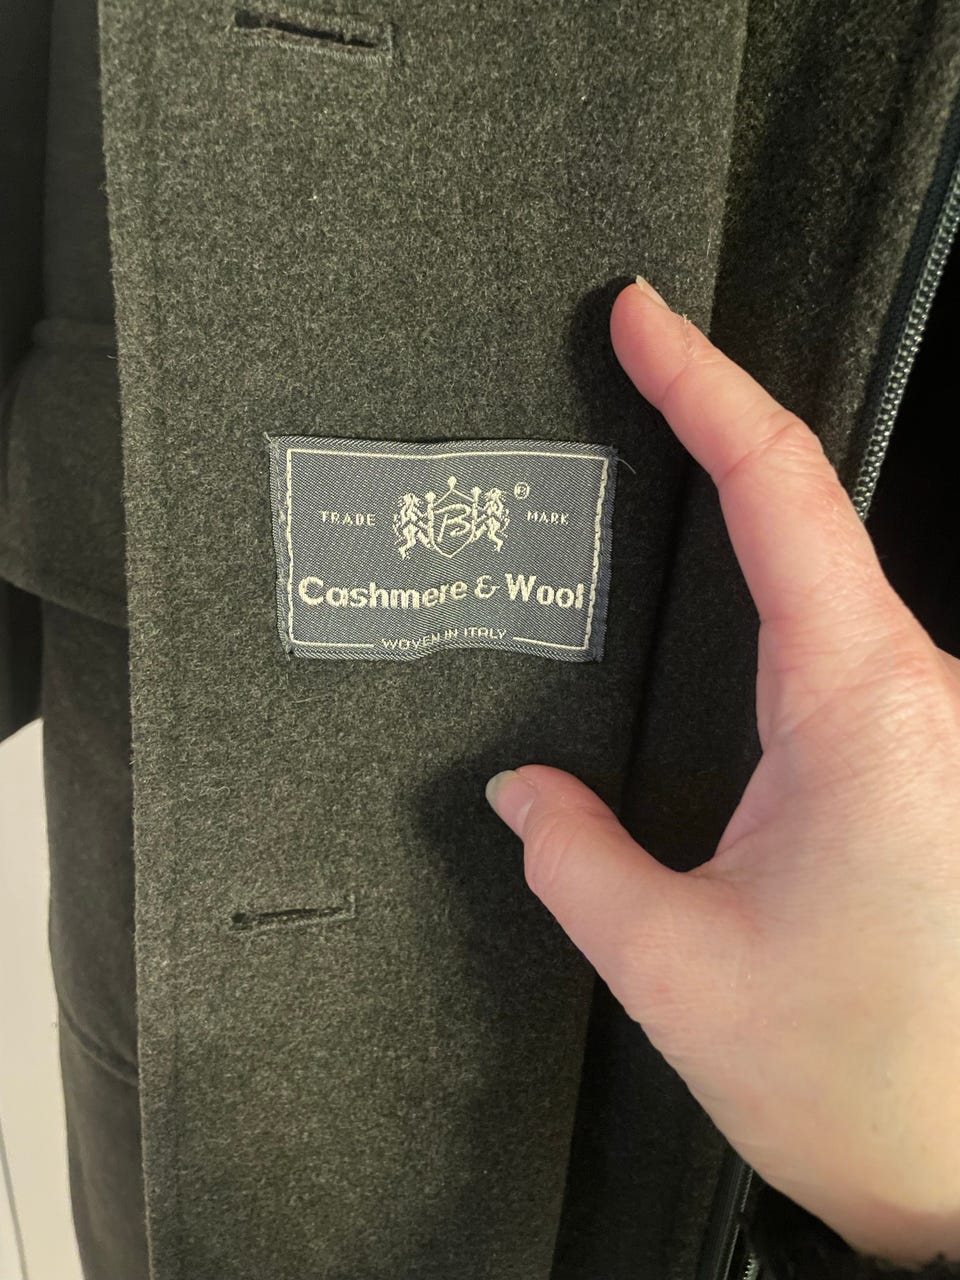 ®
TRADE B MARK
Cashmere & Wool
WOVEN IN ITALY